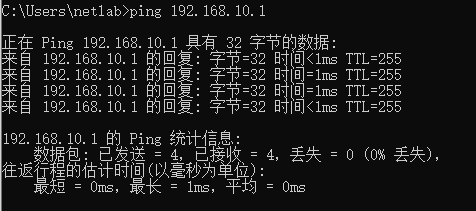 C:\Users\netlab>ping 192.168.10.1
正在 Ping 192.168.10.1 具有 32 字节的数据:
来自 192.168.10.1 的回复: 字节=32 时间<1ms TTL=255
来自 192.168.10.1 的回复: 字节=32 时间=1ms TTL=255
来自 192.168.10.1 的回复: 字节=32 时间<1ms TTL=255
来自 192.168.10.1 的回复: 字节=32 时间<1ms TTL=255
192.168.10.1 的 Ping 统计信息:
数据包: 已发送 = 4, 已接收 = 4, 丢失 = 0 (0% 丢失),
往返行程的估计时间(以毫秒为单位):
最短 = 0ms, 最长 = 1ms, 平均 = 0ms